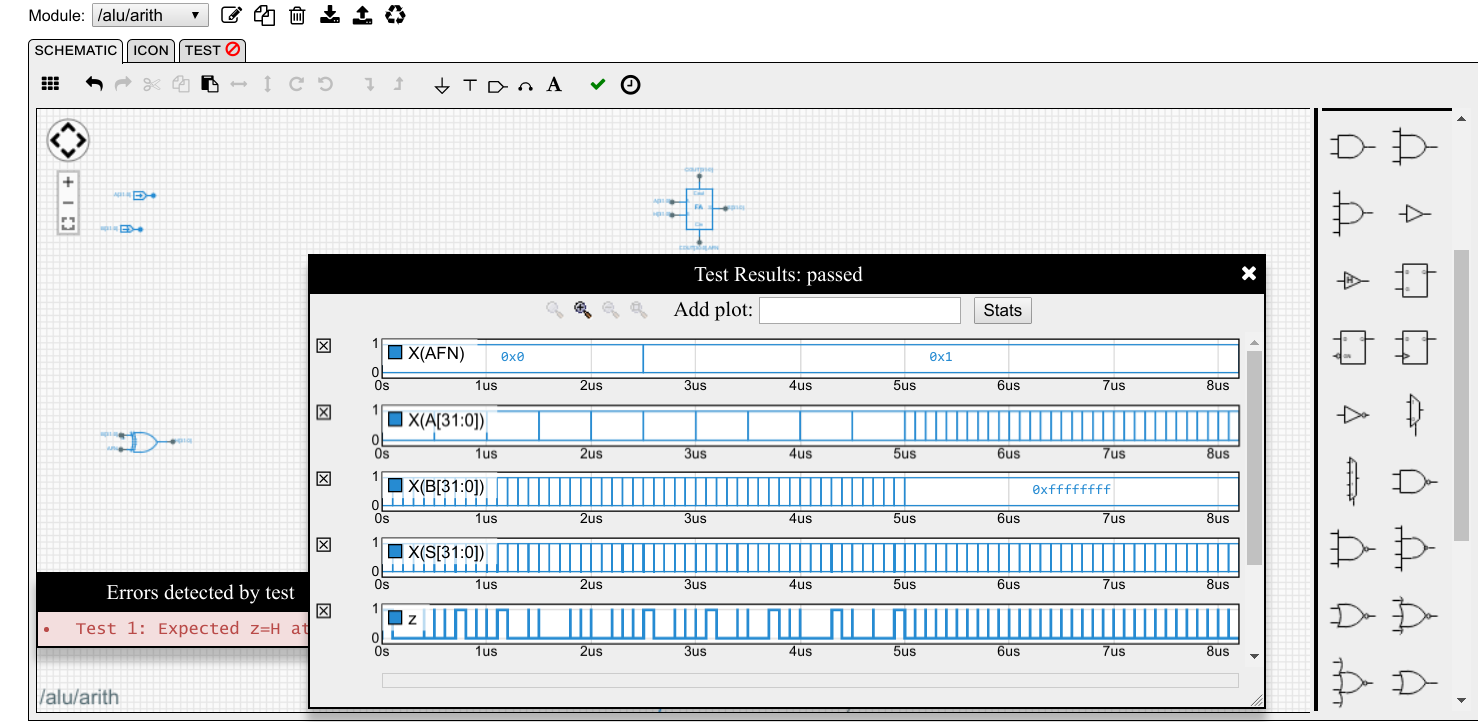 Module: /alu/arith
SCHEMATIC ICON TEST
A
FA
Test Results: passed
Add plot: Stats
X(AFN) 0x0 0x1
1
0
0s 1us 2us 3us 4us 5us 6us 7us 8us
X(A[31:0])
1
0
0s 1us 2us 3us 4us 5us 6us 7us 8us
X(B[31:0]) 0xffffffff
1
0
0s 1us 2us 3us 4us 5us 6us 7us 8us
X(S[31:0])
1
0
0s 1us 2us 3us 4us 5us 6us 7us 8us
z
1
0
0s 1us 2us 3us 4us 5us 6us 7us 8us
Errors detected by test
• Test 1: Expected z=H at
/alu/arith